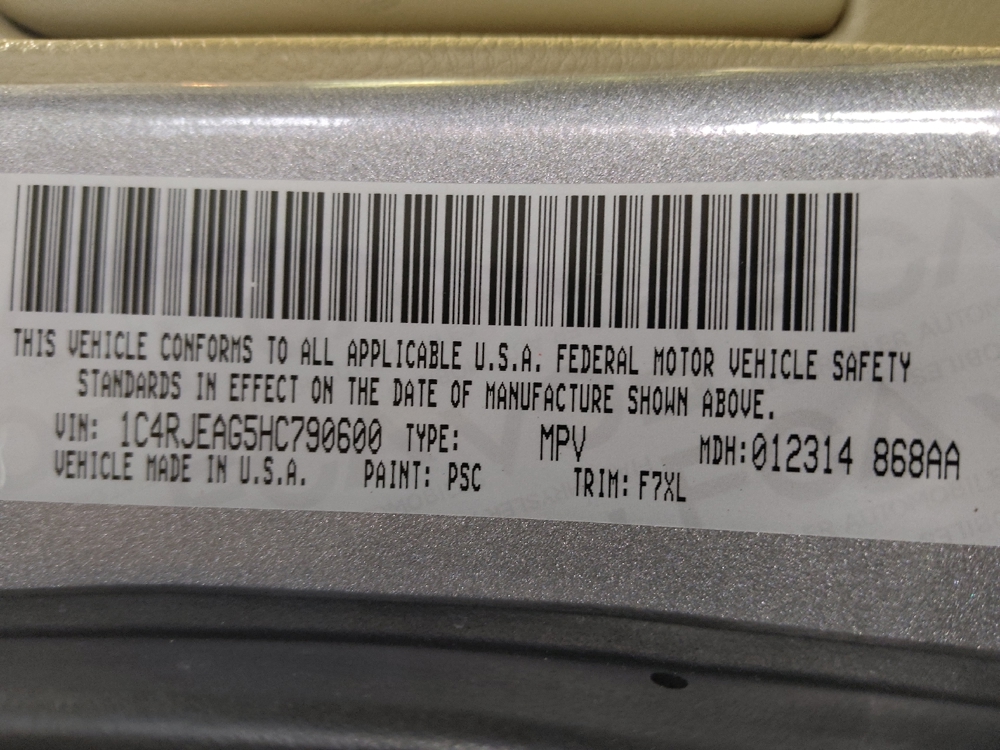 THIS VEHICLE CONFORMS TO ALL APPLICABLE U.S.A. FEDERAL MOTOR VEHICLE SAFETY
STANDARDS IN EFFECT ON THE DATE OF MANUFACTURE SHOWN ABOVE.
VIN: 1C4RJEAG5HC790600 TYPE: MPV MDH:012314 868AA
VEHICLE MADE IN U.S.A. PAINT: PSC TRIM: F7XL